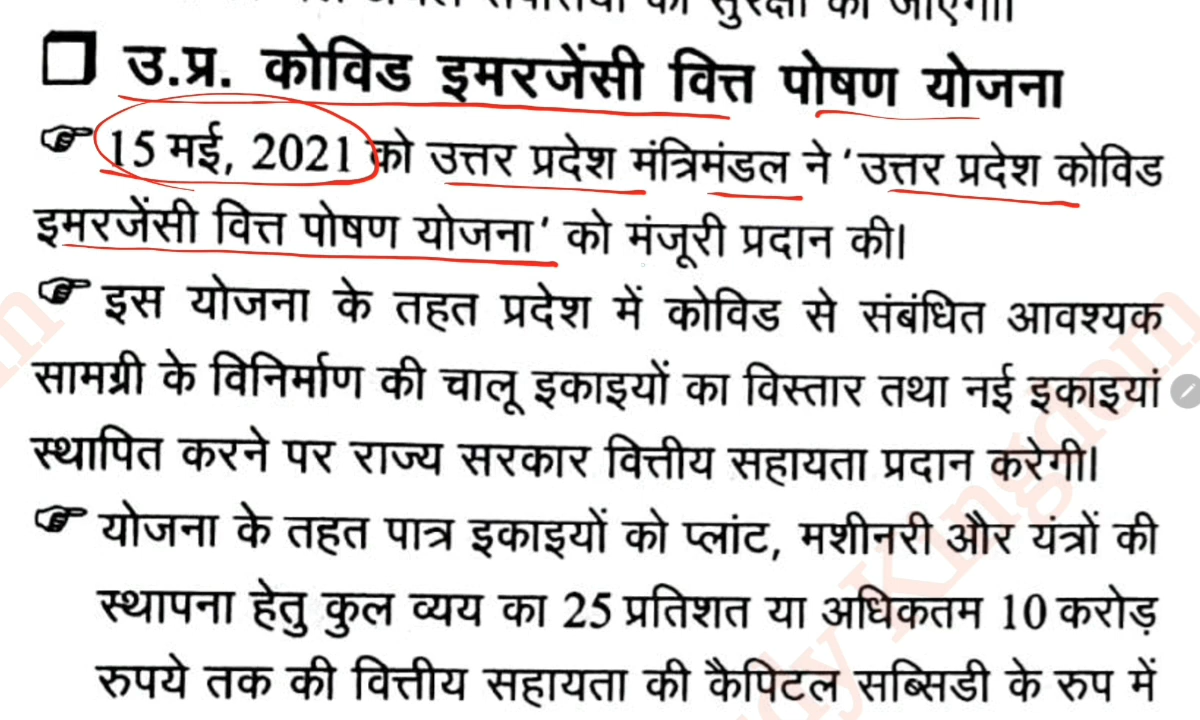 की सुरक्षा की जाएगी।
उ.प्र. कोविड इमरजेंसी वित्त पोषण योजना
15 मई, 2021 को उत्तर प्रदेश मंत्रिमंडल ने 'उत्तर प्रदेश कोविड
इमरजेंसी वित्त पोषण योजना' को मंजूरी प्रदान की।
इस योजना के तहत प्रदेश में कोविड से संबंधित आवश्यक
सामग्री के विनिर्माण की चालू इकाइयों का विस्तार तथा नई इकाइयां
स्थापित करने पर राज्य सरकार वित्तीय सहायता प्रदान करेगी।
योजना के तहत पात्र इकाइयों को प्लांट, मशीनरी और यंत्रों की
स्थापना हेतु कुल व्यय का 25 प्रतिशत या अधिकतम 10 करोड़
रुपये तक की वित्तीय सहायता की कैपिटल सब्सिडी के रुप में